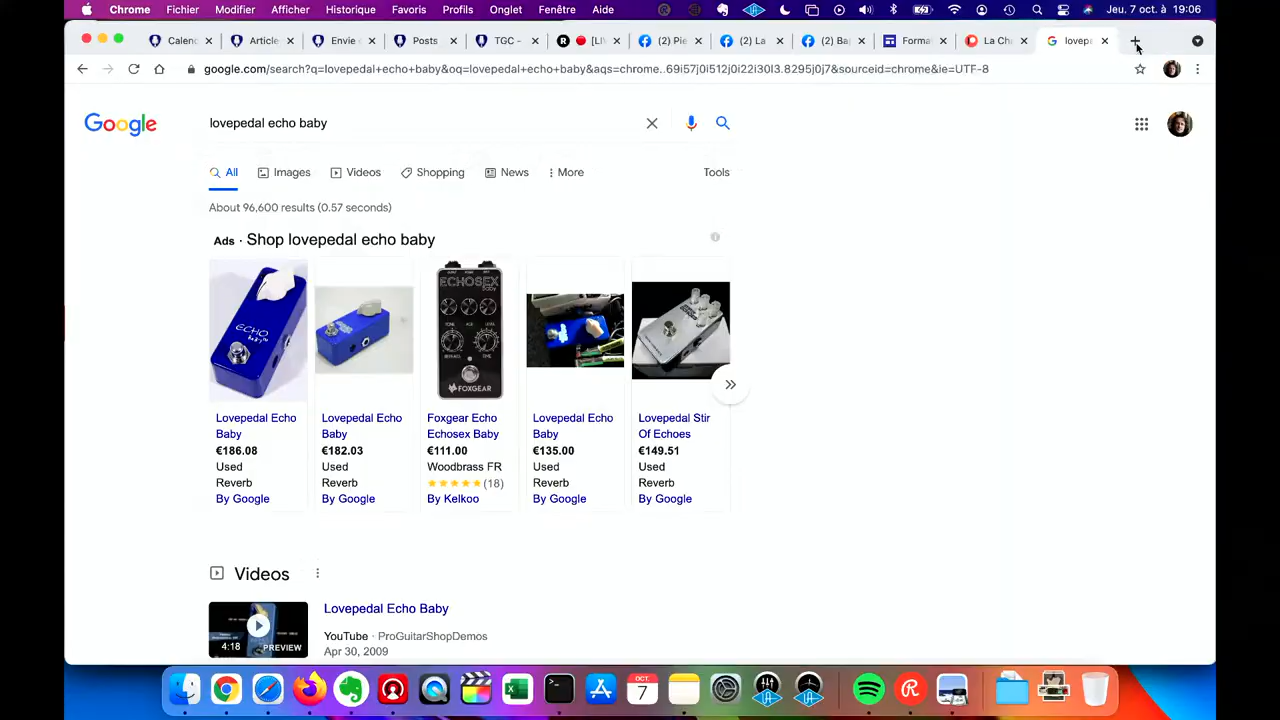 Chrome Fichier Modifier Afficher Historique Favoris Profils Onglet Fenêtre Aide Jeu. 7 oct. à 19:06
Calend Article Envie Posts TGC – [LI (2) Pie (2) La (2) Ba Format La Ch lovep
google.com/search?q=lovepedal+echo+baby&oq=lovepedal+echo+baby&aqs=chrome..69i57j0i512j0i22i30l3.8295j0j7&sourceid=chrome&ie=UTF-8
Google
lovepedal echo baby
All Images Videos Shopping News More Tools
About 96,600 results (0.57 seconds)
Ads · Shop lovepedal echo baby
ECHO baby
ECHOSEX baby
FOXGEAR
Lovepedal Echo Baby
€186.08
Used
Reverb
By Google
Lovepedal Echo Baby
€182.03
Used
Reverb
By Google
Foxgear Echo Echosex Baby
€111.00
Woodbrass FR
(18)
By Kelkoo
Lovepedal Echo Baby
€135.00
Used
Reverb
By Google
Lovepedal Stir Of Echoes
€149.51
Used
Reverb
By Google
Videos
Lovepedal Echo Baby
YouTube · ProGuitarShopDemos
Apr 30, 2009
4:18 PREVIEW
OCT.
7